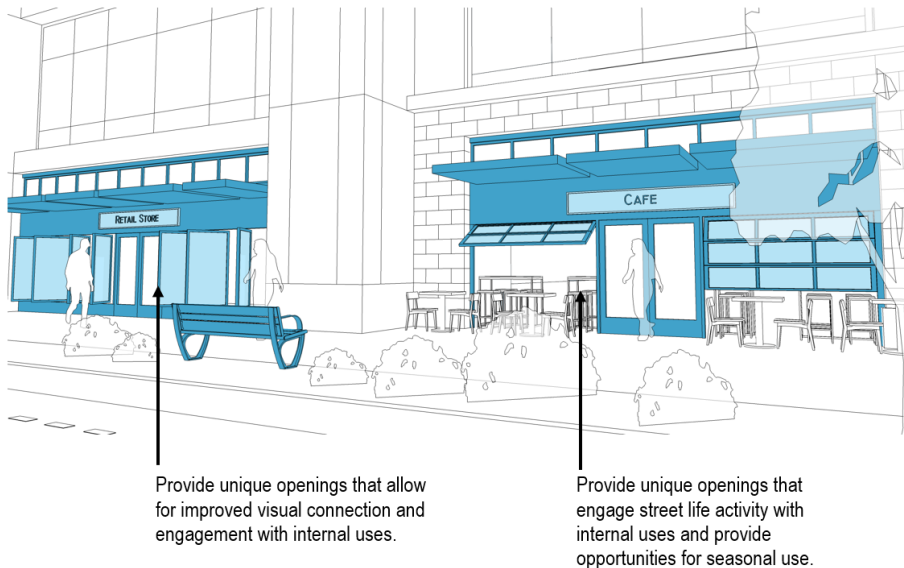 RETAIL STORE
CAFE
Provide unique openings that allow
for improved visual connection and
engagement with internal uses.
Provide unique openings that
engage street life activity with
internal uses and provide
opportunities for seasonal use.